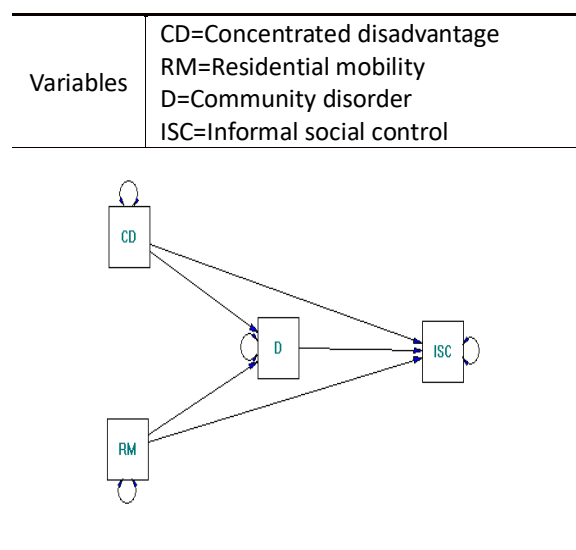 Variables
CD=Concentrated disadvantage
RM=Residential mobility
D=Community disorder
ISC=Informal social control
CD
D
ISC
RM